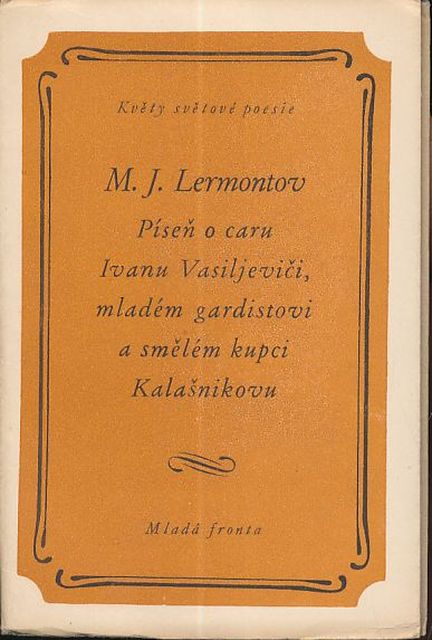 Květy světové poesie
M. J. Lermontov
Píseň o caru
Ivanu Vasiljeviči,
mladém gardistovi
a smělém kupci
Kalašnikovu
Mladá fronta